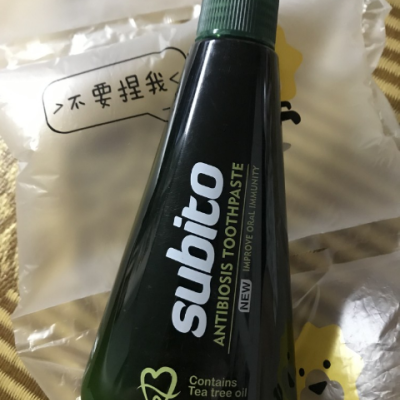 >不要捏我<
subito
ANTIBIOSIS TOOTHPASTE
NEW IMPROVE ORAL IMMUNITY
Contains
Tea tree oil